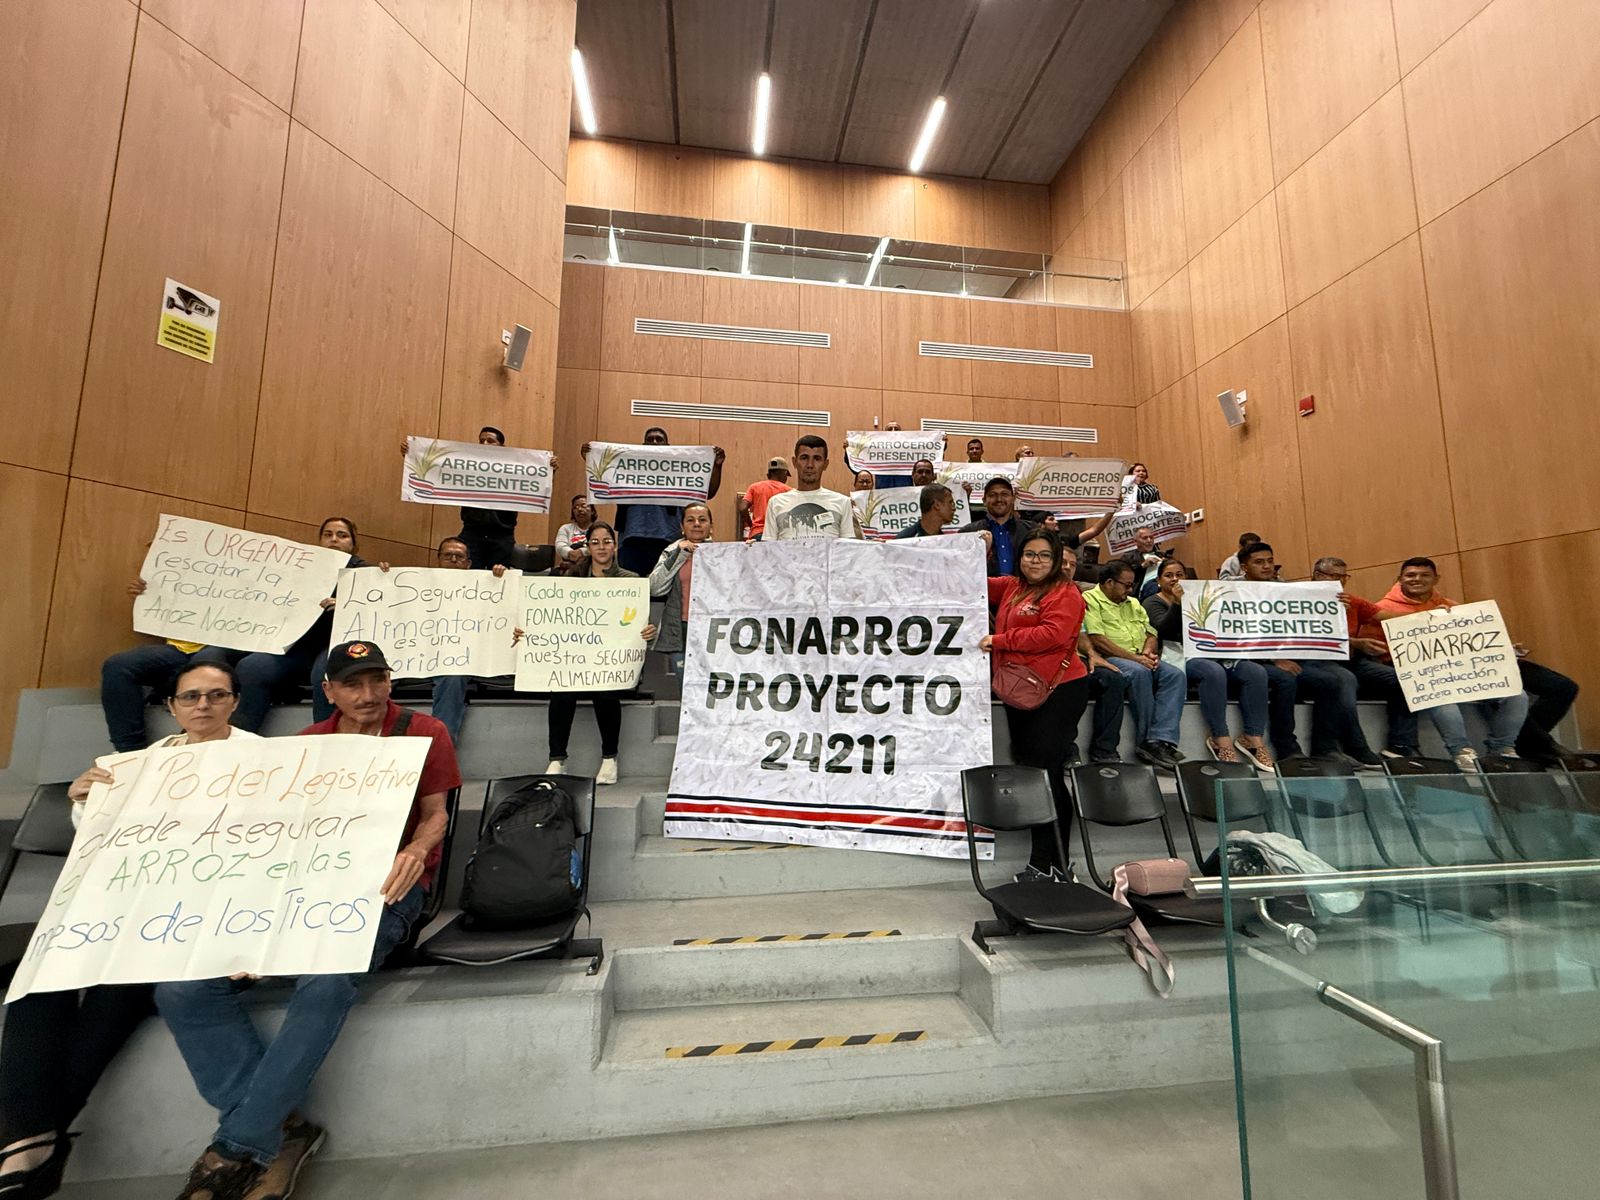 ARROCEROS
PRESENTES
ARROCEROS
PRESENTES
ARROCEROS
PRESENTES
ARROCEROS
PRESENTES
ARROCEROS
Es URGENTE
rescatar la
Producción de
Arroz Nacional
La Seguridad
Alimentaria
es una
¡Cada grano cuenta!
FONARROZ
resguarda
nuestra SEGURIDAD
ALIMENTARIA
FONARROZ
PROYECTO
24211
ARROCEROS
PRESENTES
La aprobación de
FONARROZ
es urgente para
la producción
arrocera nacional
El Poder Legislativo
puede Asegurar
el ARROZ en las
mesas de los Ticos